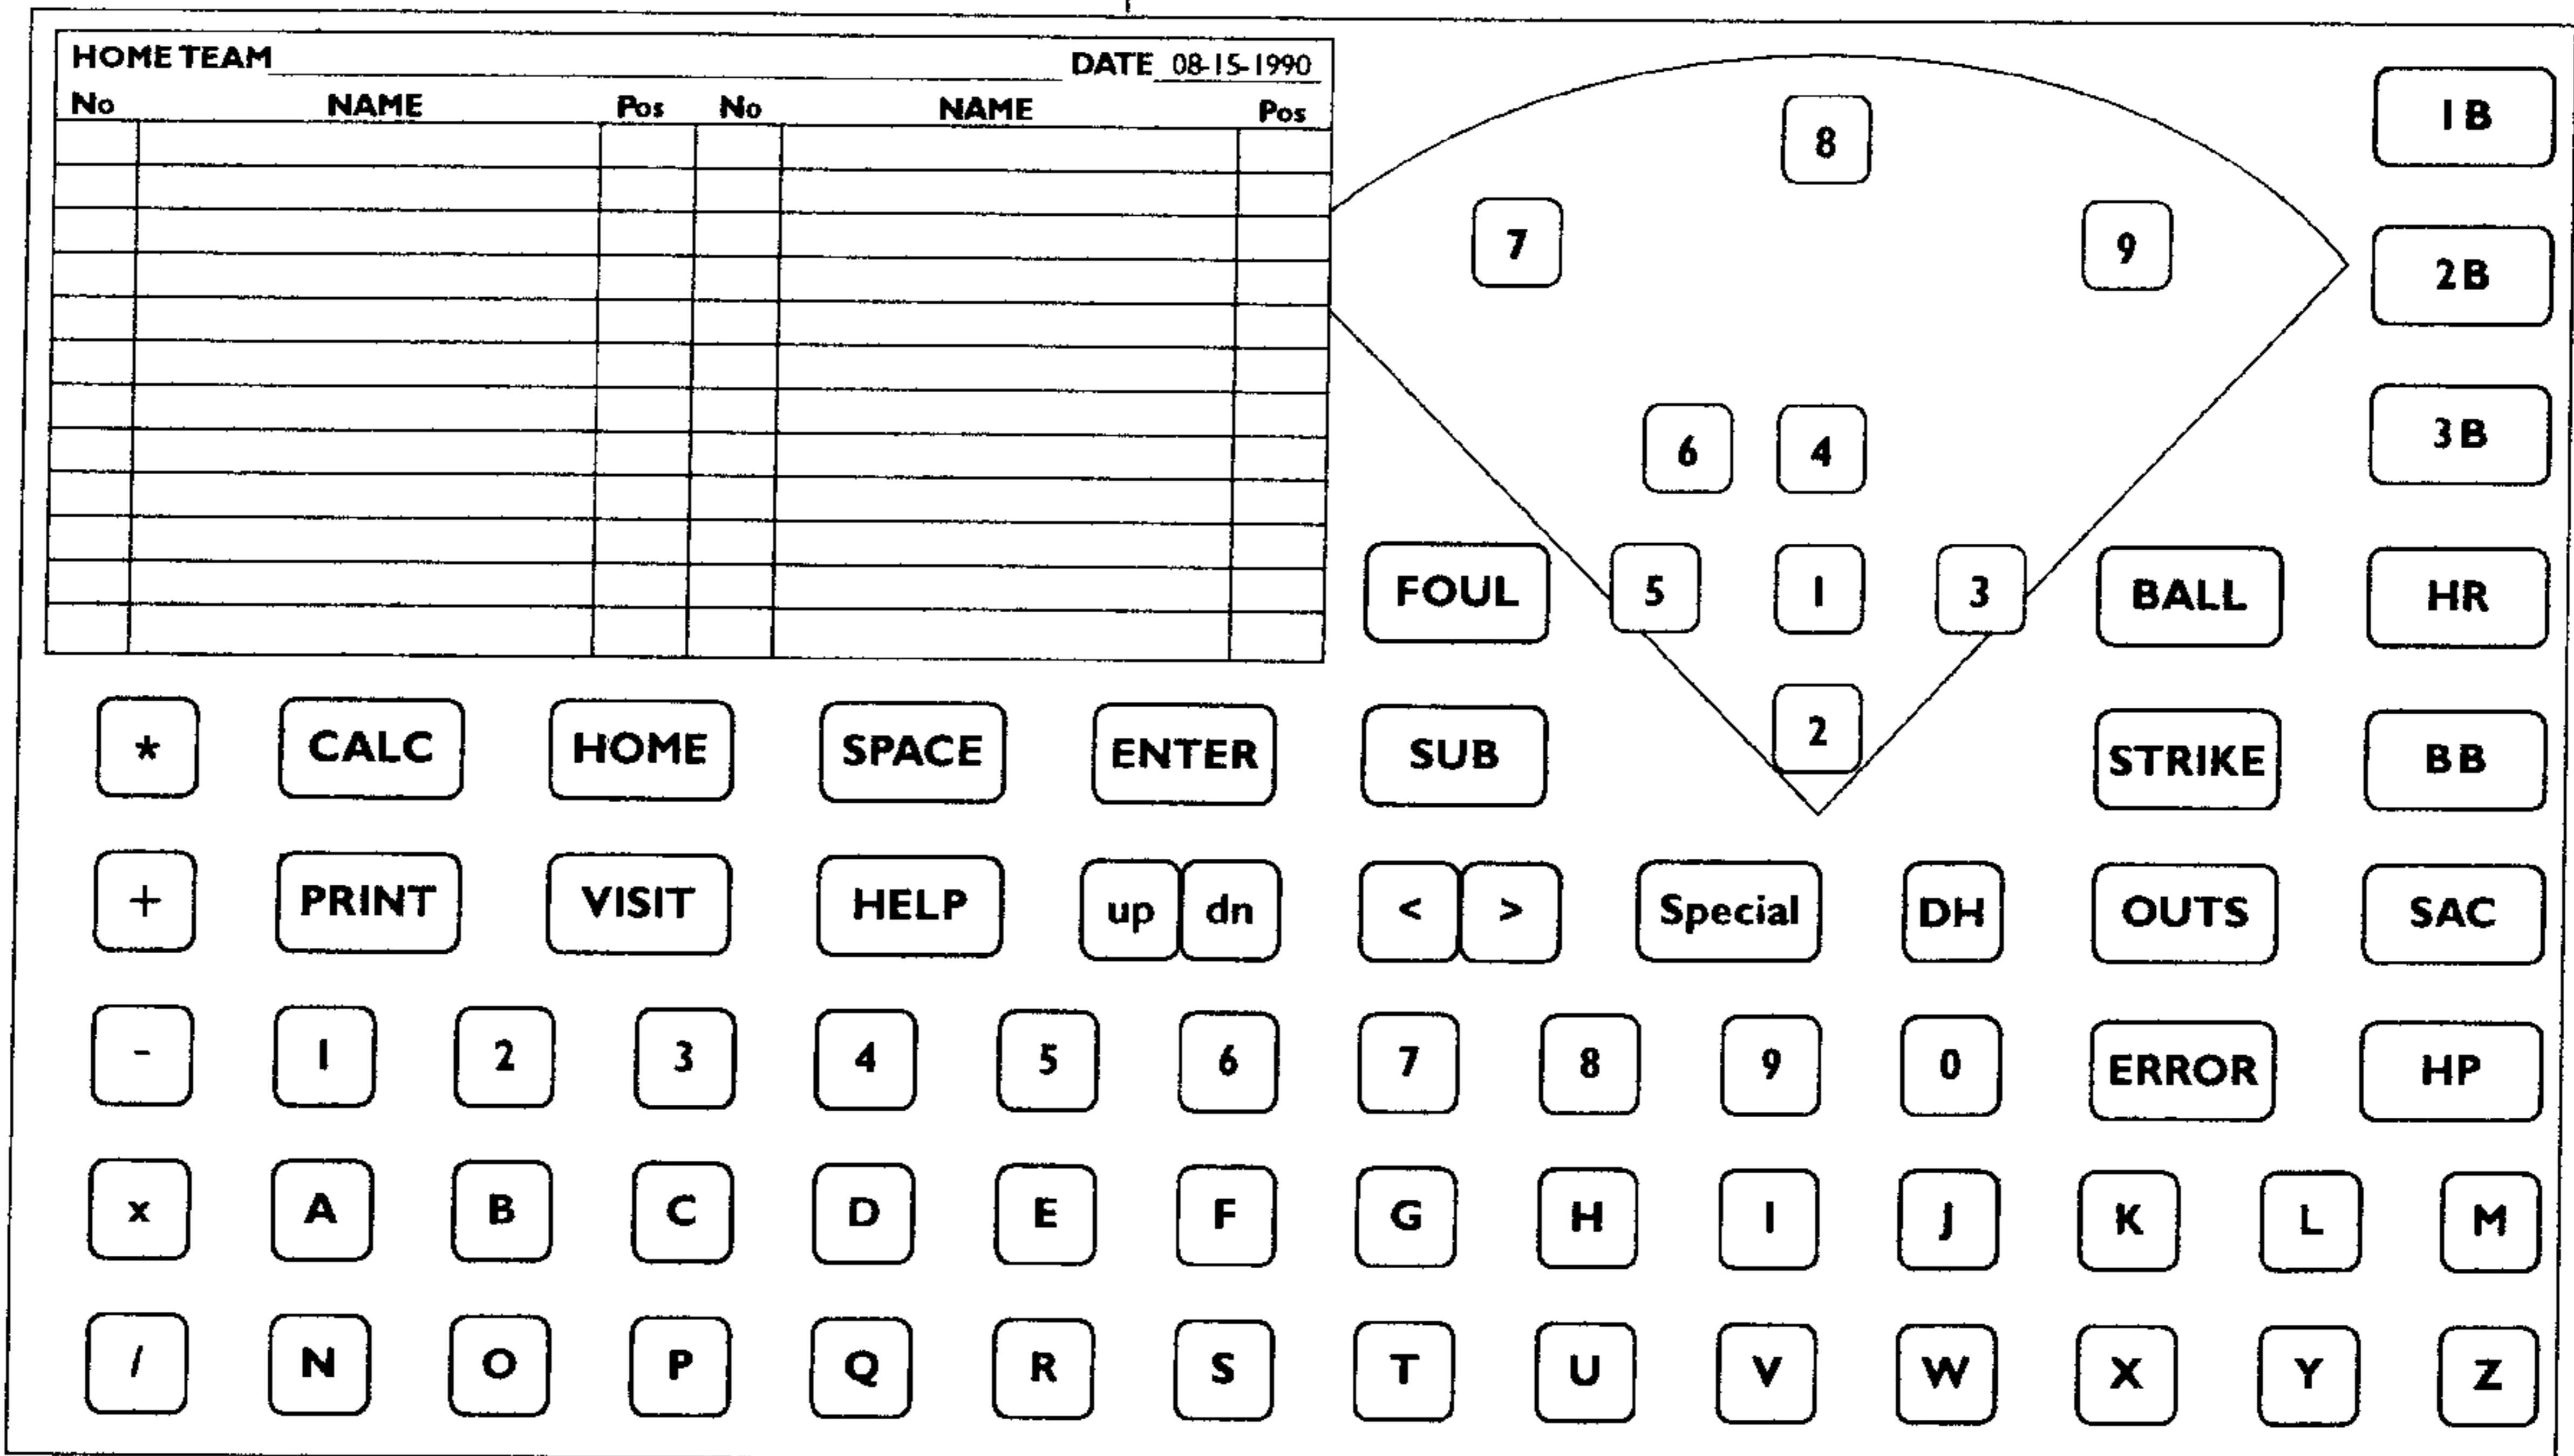 HOME TEAM DATE 08-15-1990
No NAME Pos No NAME Pos
1B
8
7 9
2B
6 4
3B
FOUL 5 1 3 BALL HR
* CALC HOME SPACE ENTER SUB 2 STRIKE BB
+ PRINT VISIT HELP up dn < > Special DH OUTS SAC
- 1 2 3 4 5 6 7 8 9 0 ERROR HP
x A B C D E F G H I J K L M
/ N O P Q R S T U V W X Y Z